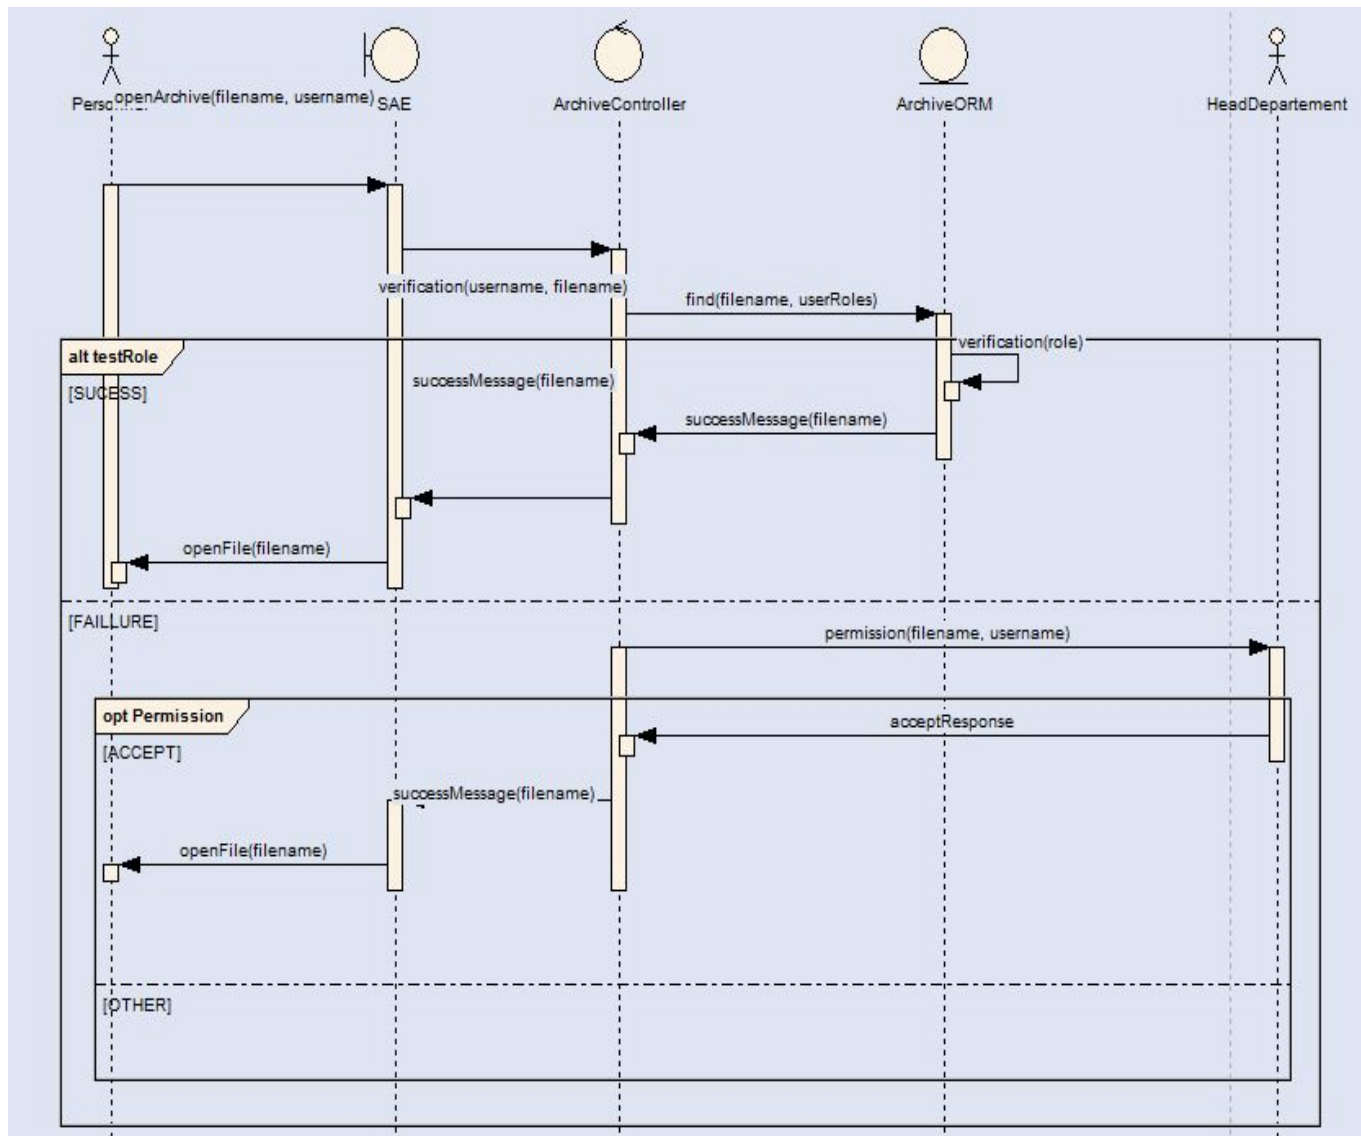 openArchive(filename, username)
SAE
ArchiveController
ArchiveORM
HeadDepartement
verification(username, filename)
find(filename, userRoles)
verification(role)
alt testRole
[SUCESS]
successMessage(filename)
successMessage(filename)
openFile(filename)
[FAILLURE]
permission(filename, username)
opt Permission
acceptResponse
[ACCEPT]
successMessage(filename)
openFile(filename)
[OTHER]